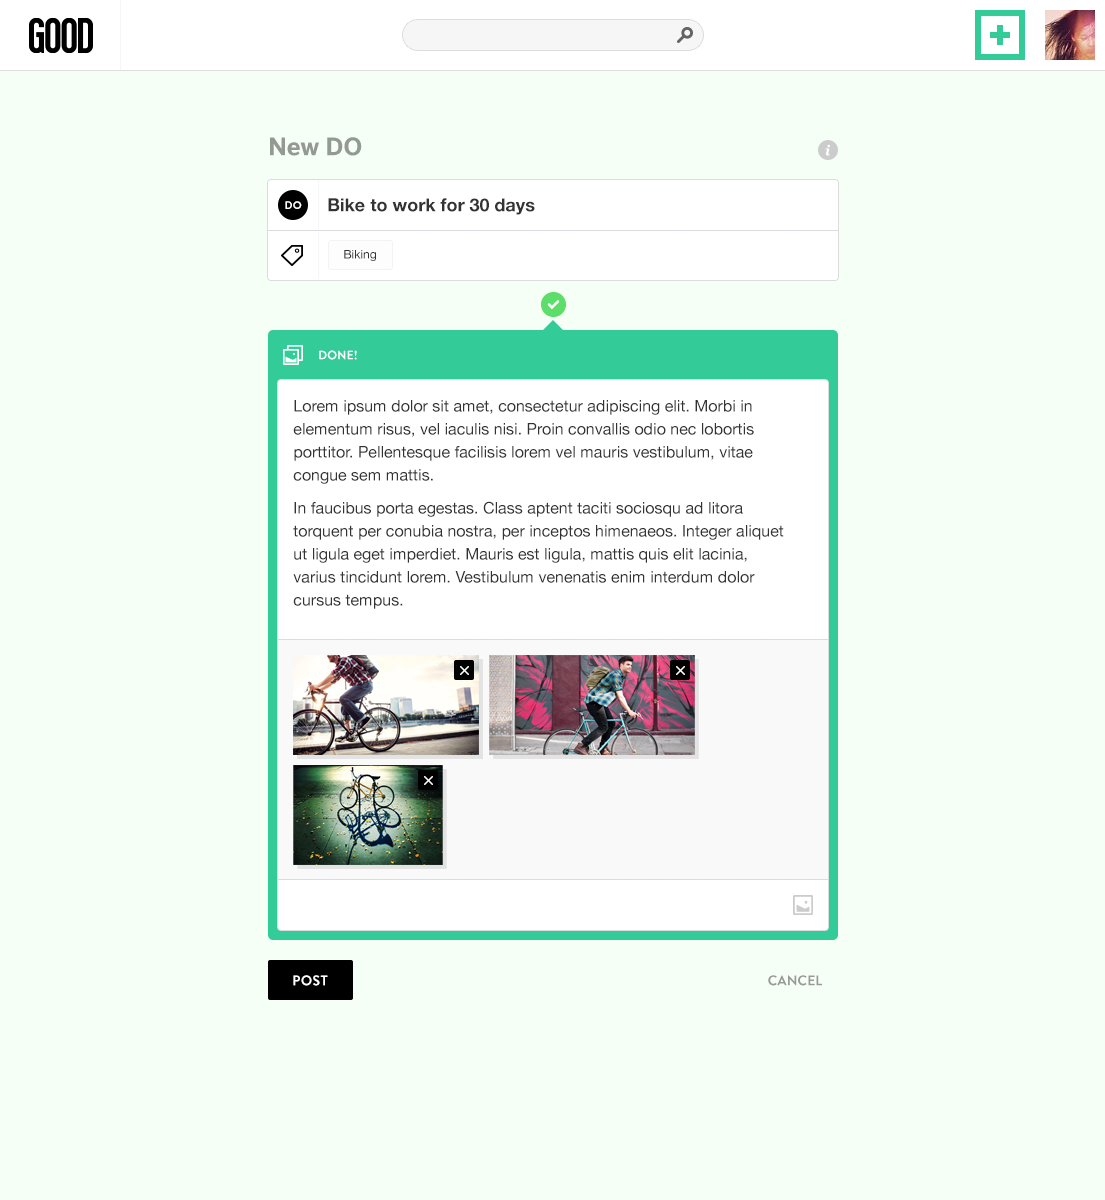 GOOD
New DO
i
DO
Bike to work for 30 days
Biking
DONE!
Lorem ipsum dolor sit amet, consectetur adipiscing elit. Morbi in
elementum risus, vel iaculis nisi. Proin convallis odio nec lobortis
porttitor. Pellentesque facilisis lorem vel mauris vestibulum, vitae
congue sem mattis.
In faucibus porta egestas. Class aptent taciti sociosqu ad litora
torquent per conubia nostra, per inceptos himenaeos. Integer aliquet
ut ligula eget imperdiet. Mauris est ligula, mattis quis elit lacinia,
varius tincidunt lorem. Vestibulum venenatis enim interdum dolor
cursus tempus.
POST
CANCEL